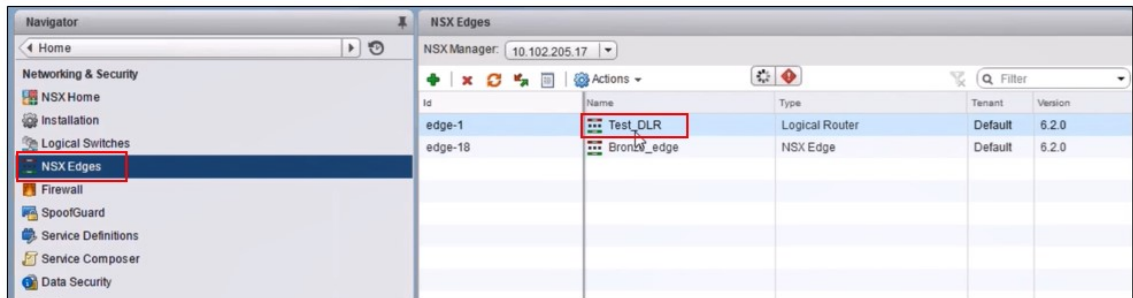 Navigator
Home
Networking & Security
NSX Home
Installation
Logical Switches
NSX Edges
Firewall
SpoofGuard
Service Definitions
Service Composer
Data Security
NSX Edges
NSX Manager: 10.102.205.17
Actions
Filter
Id Name Type Tenant Version
edge-1 Test_DLR Logical Router Default 6.2.0
edge-18 Bronze_edge NSX Edge Default 6.2.0